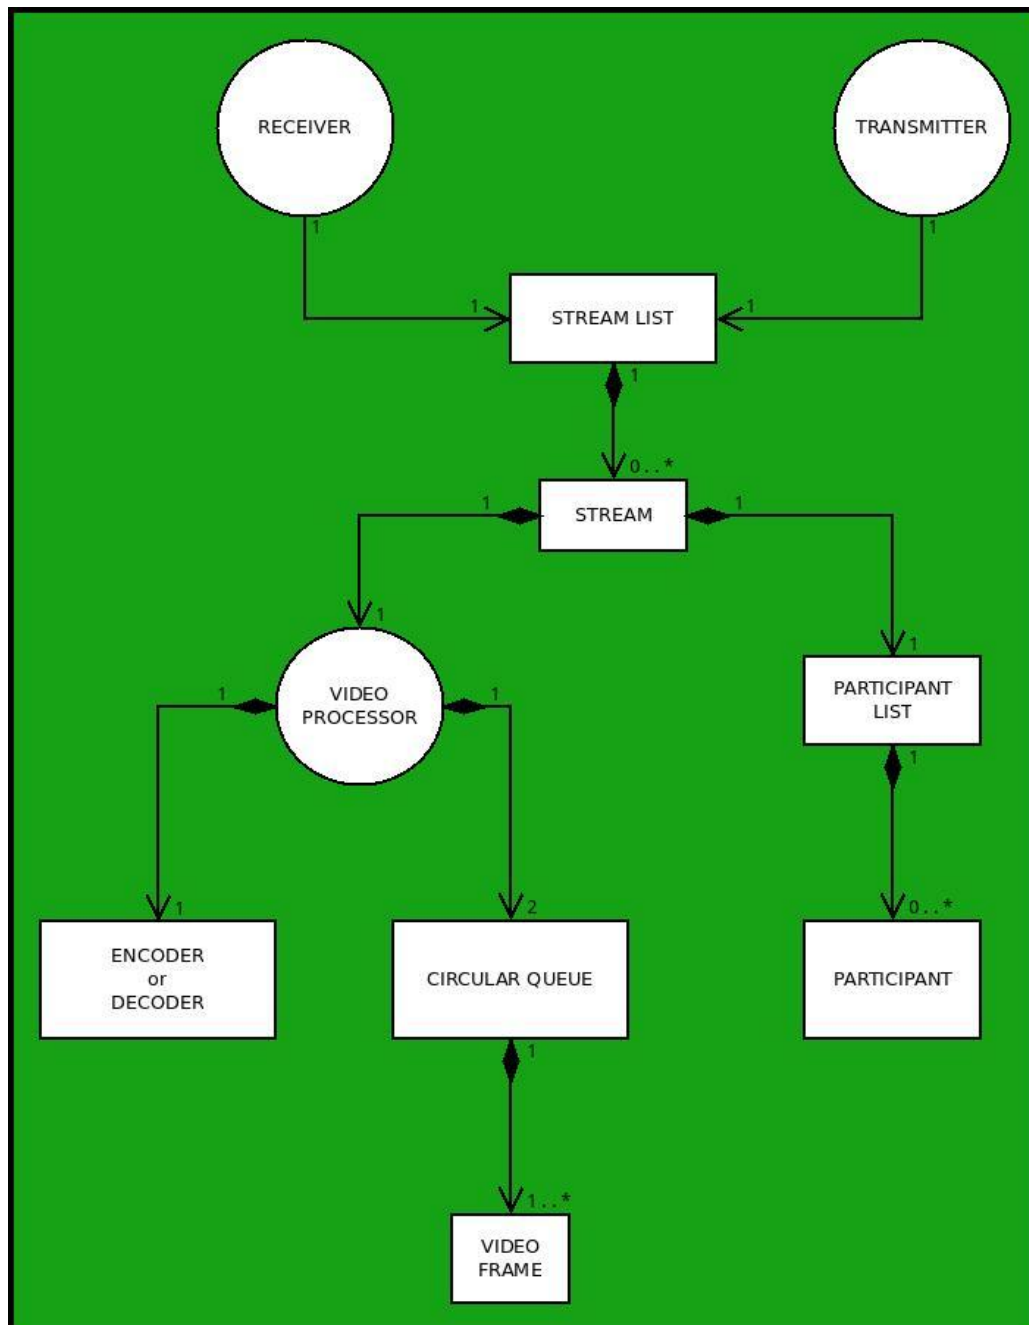 RECEIVER
TRANSMITTER
1
1
1
1
STREAM LIST
1
0..*
1
STREAM
1
1
1
VIDEO
PROCESSOR
1
1
PARTICIPANT
LIST
1
1
2
0..*
ENCODER
or
DECODER
CIRCULAR QUEUE
PARTICIPANT
1
1..*
VIDEO
FRAME